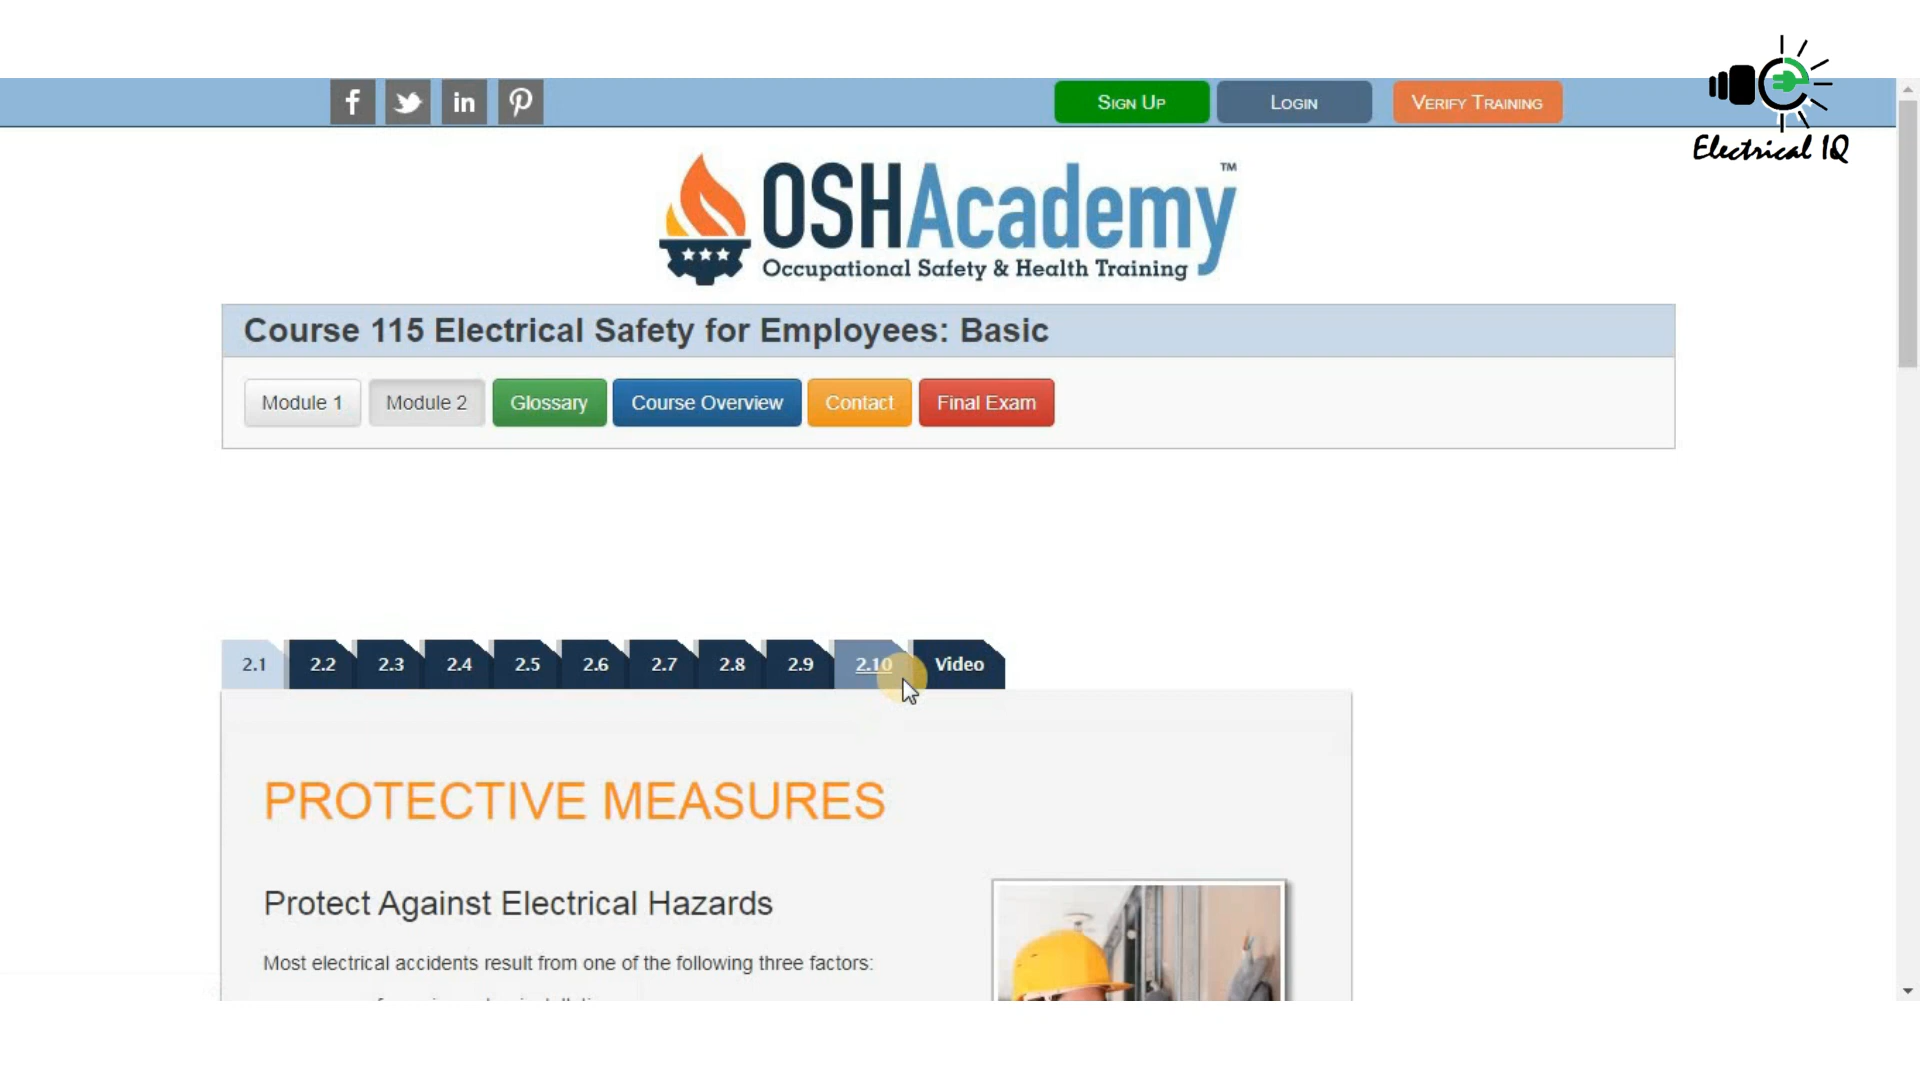 f in
SIGN UP LOGIN VERIFY TRAINING
Electrical IQ
OSHAcademy™
Occupational Safety & Health Training
Course 115 Electrical Safety for Employees: Basic
Module 1 Module 2 Glossary Course Overview Contact Final Exam
2.1 2.2 2.3 2.4 2.5 2.6 2.7 2.8 2.9 2.10 Video
PROTECTIVE MEASURES
Protect Against Electrical Hazards
Most electrical accidents result from one of the following three factors: